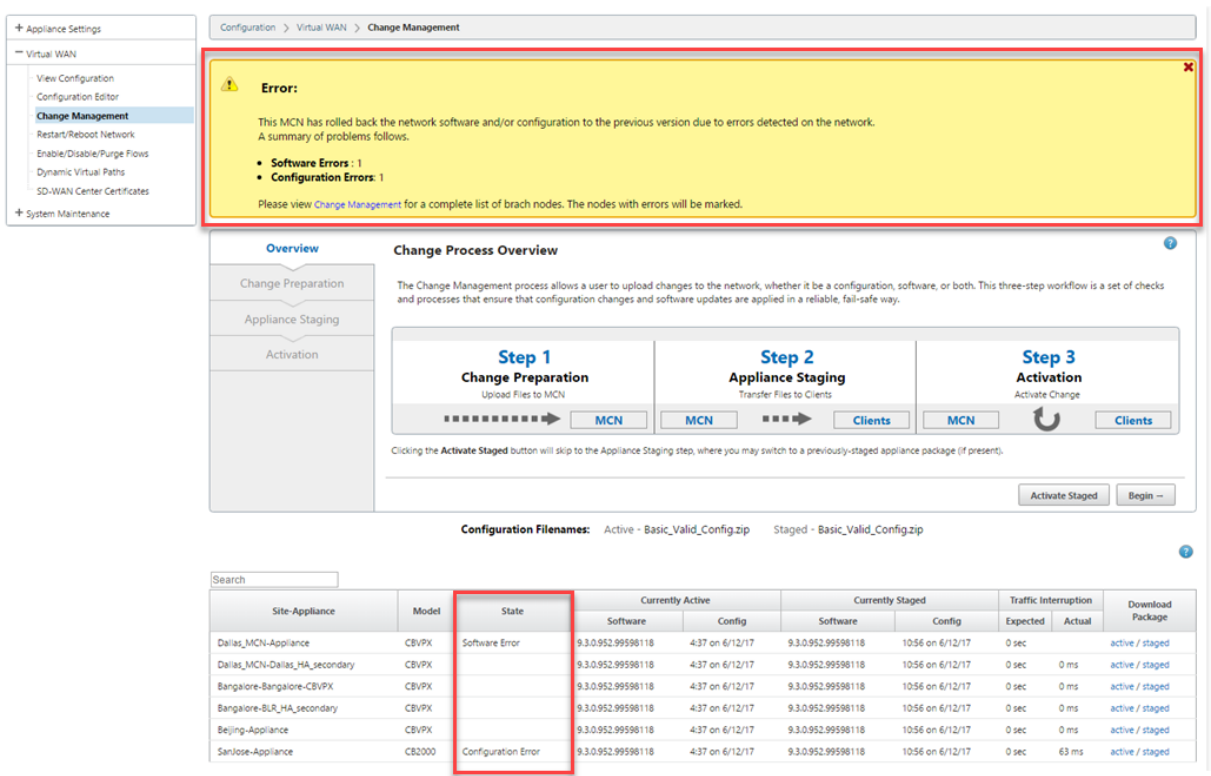 + Appliance Settings
− Virtual WAN
View Configuration
Configuration Editor
Change Management
Restart/Reboot Network
Enable/Disable/Purge Flows
Dynamic Virtual Paths
SD-WAN Center Certificates
+ System Maintenance
Configuration > Virtual WAN > Change Management
Error:
This MCN has rolled back the network software and/or configuration to the previous version due to errors detected on the network.
A summary of problems follows.
• Software Errors : 1
• Configuration Errors: 1
Please view Change Management for a complete list of brach nodes. The nodes with errors will be marked.
Overview
Change Preparation
Appliance Staging
Activation
Change Process Overview
The Change Management process allows a user to upload changes to the network, whether it be a configuration, software, or both. This three-step workflow is a set of checks
and processes that ensure that configuration changes and software updates are applied in a reliable, fail-safe way.
Step 1
Change Preparation
Upload Files to MCN
MCN
Step 2
Appliance Staging
Transfer Files to Clients
MCN Clients
Step 3
Activation
Activate Change
MCN Clients
Clicking the Activate Staged button will skip to the Appliance Staging step, where you may switch to a previously-staged appliance package (if present).
Activate Staged Begin →
Configuration Filenames: Active - Basic_Valid_Config.zip Staged - Basic_Valid_Config.zip
Search
Site-Appliance Model State Currently Active Currently Staged Traffic Interruption Download Package
Software Config Software Config Expected Actual
Dallas_MCN-Appliance CBVPX Software Error 9.3.0.952.99598118 4:37 on 6/12/17 9.3.0.952.99598118 10:56 on 6/12/17 0 sec active / staged
Dallas_MCN-Dallas_HA_secondary CBVPX 9.3.0.952.99598118 4:37 on 6/12/17 9.3.0.952.99598118 10:56 on 6/12/17 0 sec 0 ms active / staged
Bangalore-Bangalore-CBVPX CBVPX 9.3.0.952.99598118 4:37 on 6/12/17 9.3.0.952.99598118 10:56 on 6/12/17 0 sec 0 ms active / staged
Bangalore-BLR_HA_secondary CBVPX 9.3.0.952.99598118 4:37 on 6/12/17 9.3.0.952.99598118 10:56 on 6/12/17 0 sec 0 ms active / staged
Beijing-Appliance CBVPX 9.3.0.952.99598118 4:37 on 6/12/17 9.3.0.952.99598118 10:56 on 6/12/17 0 sec 0 ms active / staged
SanJose-Appliance CB2000 Configuration Error 9.3.0.952.99598118 4:37 on 6/12/17 9.3.0.952.99598118 10:56 on 6/12/17 0 sec 63 ms active / staged